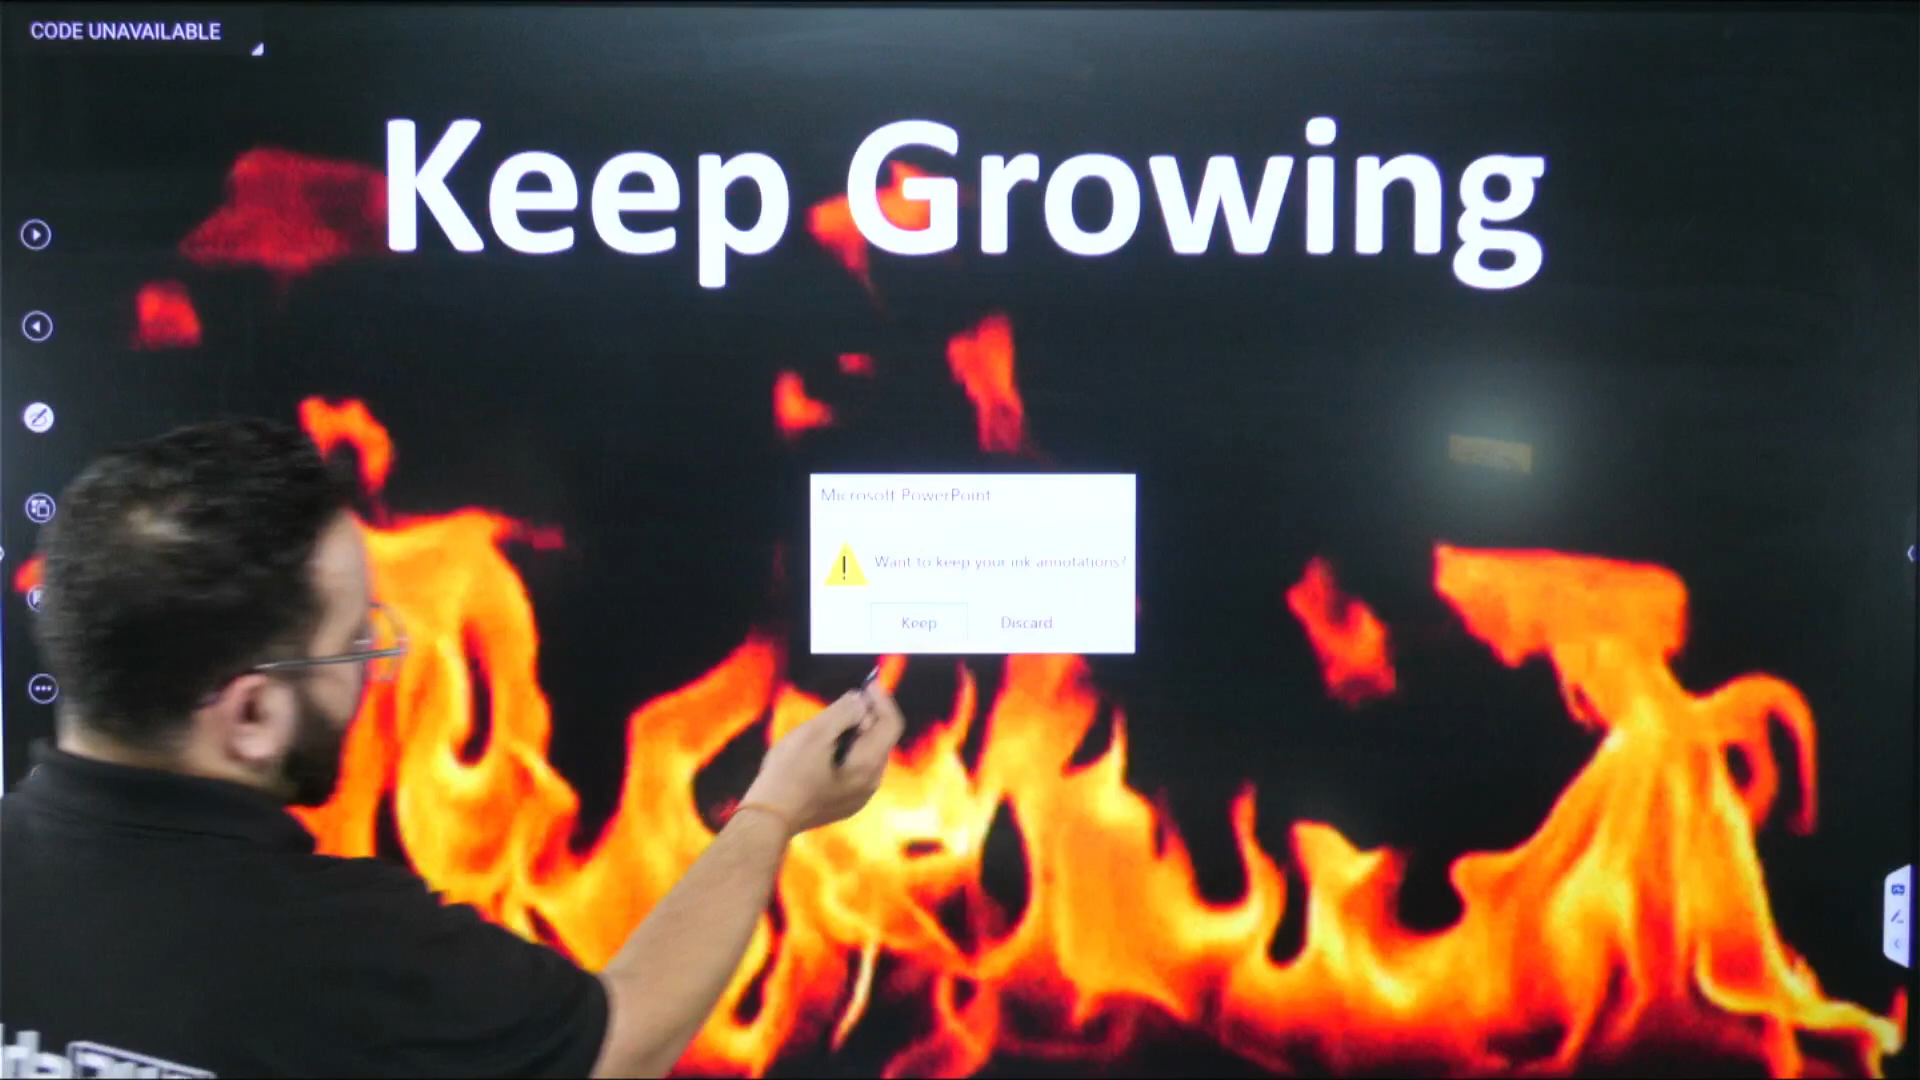 CODE UNAVAILABLE
Keep Growing
Microsoft PowerPoint
Want to keep your ink annotations?
Keep
Discard